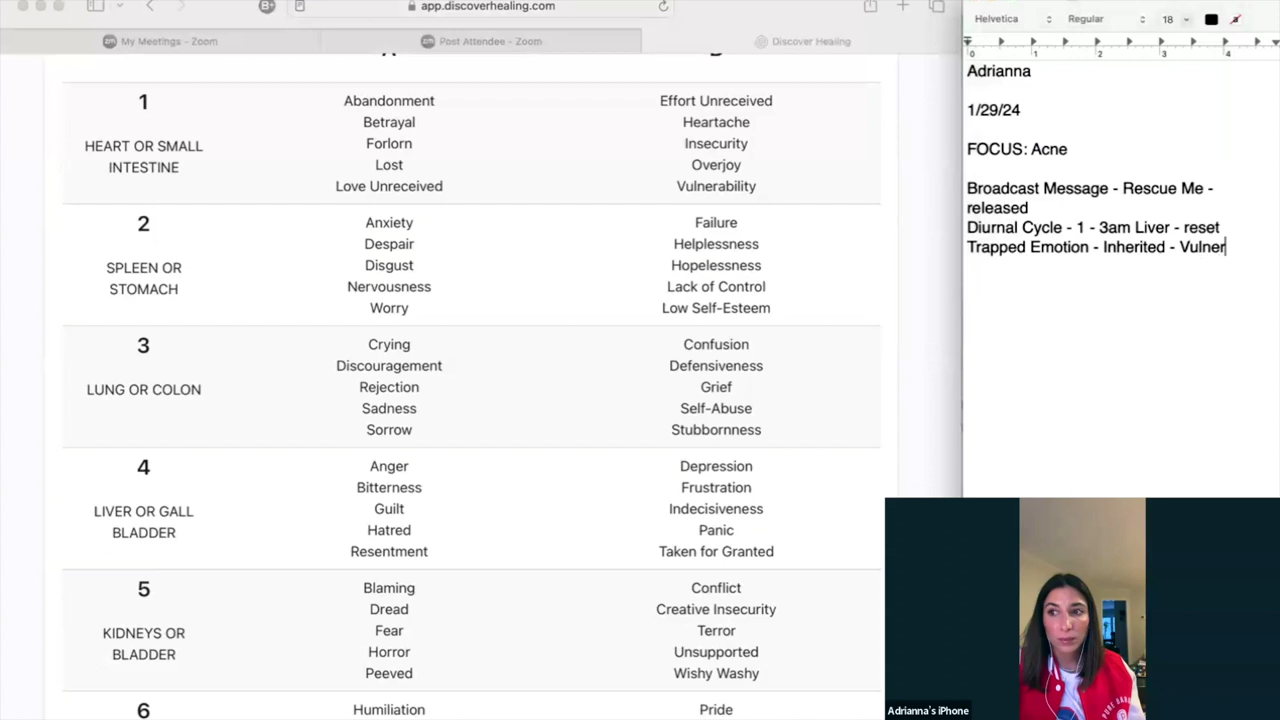 app.discoverhealing.com
My Meetings - Zoom
Post Attendee - Zoom
Discover Healing
1
HEART OR SMALL
INTESTINE
Abandonment
Betrayal
Forlorn
Lost
Love Unreceived
Effort Unreceived
Heartache
Insecurity
Overjoy
Vulnerability
2
SPLEEN OR
STOMACH
Anxiety
Despair
Disgust
Nervousness
Worry
Failure
Helplessness
Hopelessness
Lack of Control
Low Self-Esteem
3
LUNG OR COLON
Crying
Discouragement
Rejection
Sadness
Sorrow
Confusion
Defensiveness
Grief
Self-Abuse
Stubbornness
4
LIVER OR GALL
BLADDER
Anger
Bitterness
Guilt
Hatred
Resentment
Depression
Frustration
Indecisiveness
Panic
Taken for Granted
5
KIDNEYS OR
BLADDER
Blaming
Dread
Fear
Horror
Peeved
Conflict
Creative Insecurity
Terror
Unsupported
Wishy Washy
6
Humiliation
Pride
Helvetica Regular 18
0 1 2 3 4
Adrianna
1/29/24
FOCUS: Acne
Broadcast Message - Rescue Me -
released
Diurnal Cycle - 1 - 3am Liver - reset
Trapped Emotion - Inherited - Vulner
Adrianna's iPhone